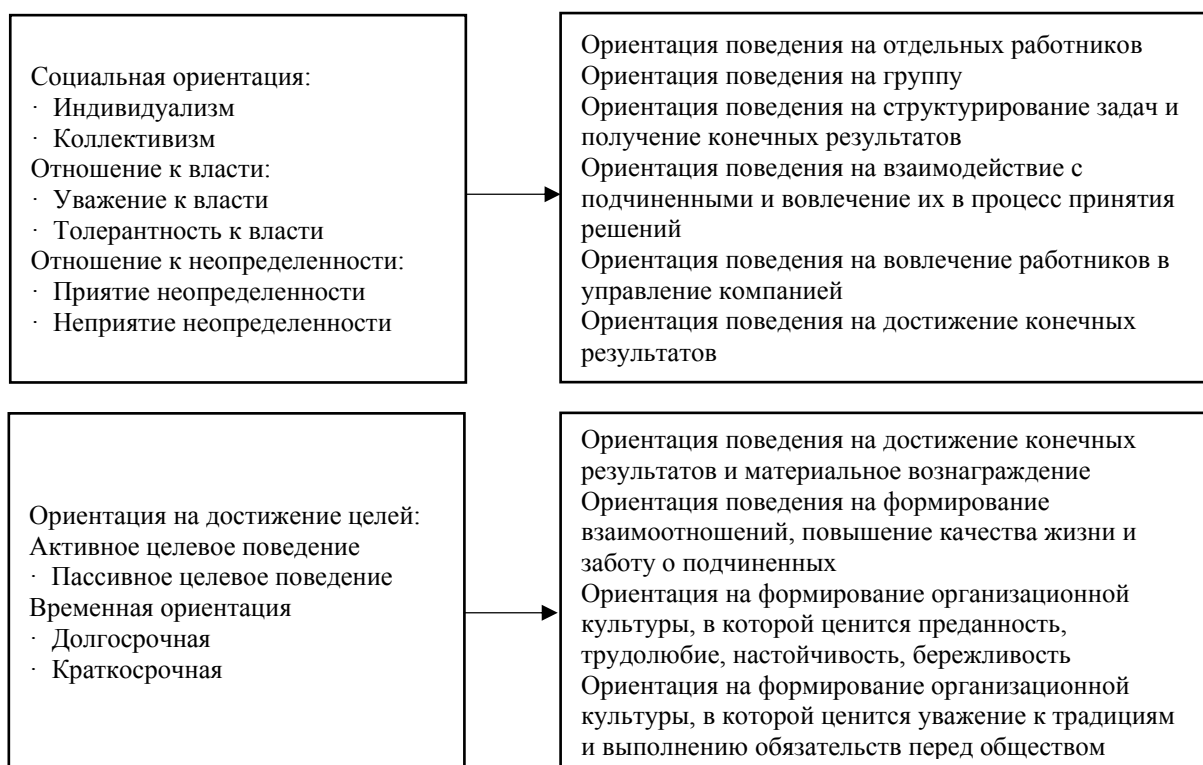 Социальная ориентация:
· Индивидуализм
· Коллективизм
Отношение к власти:
· Уважение к власти
· Толерантность к власти
Отношение к неопределенности:
· Приятие неопределенности
· Неприятие неопределенности
Ориентация поведения на отдельных работников
Ориентация поведения на группу
Ориентация поведения на структурирование задач и
получение конечных результатов
Ориентация поведения на взаимодействие с
подчиненными и вовлечение их в процесс принятия
решений
Ориентация поведения на вовлечение работников в
управление компанией
Ориентация поведения на достижение конечных
результатов
Ориентация на достижение целей:
Активное целевое поведение
· Пассивное целевое поведение
Временная ориентация
· Долгосрочная
· Краткосрочная
Ориентация поведения на достижение конечных
результатов и материальное вознаграждение
Ориентация поведения на формирование
взаимоотношений, повышение качества жизни и
заботу о подчиненных
Ориентация на формирование организационной
культуры, в которой ценится преданность,
трудолюбие, настойчивость, бережливость
Ориентация на формирование организационной
культуры, в которой ценится уважение к традициям
и выполнению обязательств перед обществом